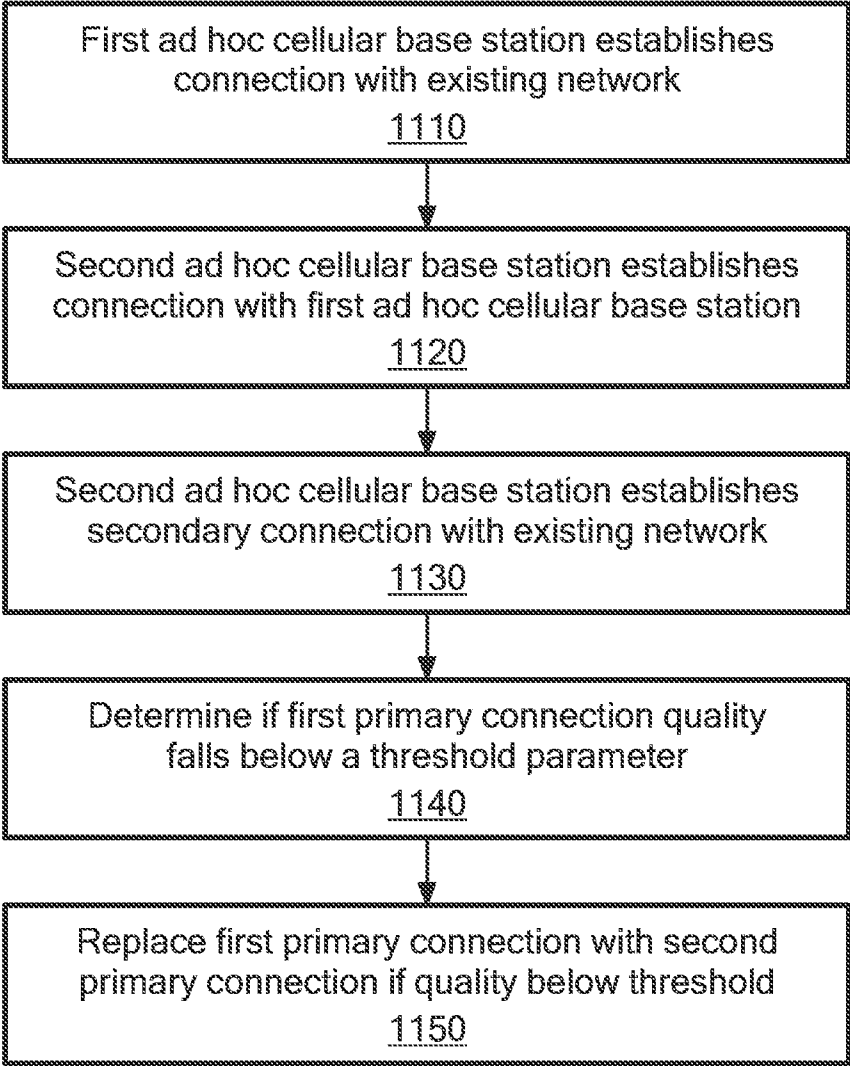 First ad hoc cellular base station establishes
connection with existing network
1110
Second ad hoc cellular base station establishes
connection with first ad hoc cellular base station
1120
Second ad hoc cellular base station establishes
secondary connection with existing network
1130
Determine if first primary connection quality
falls below a threshold parameter
1140
Replace first primary connection with second
primary connection if quality below threshold
1150